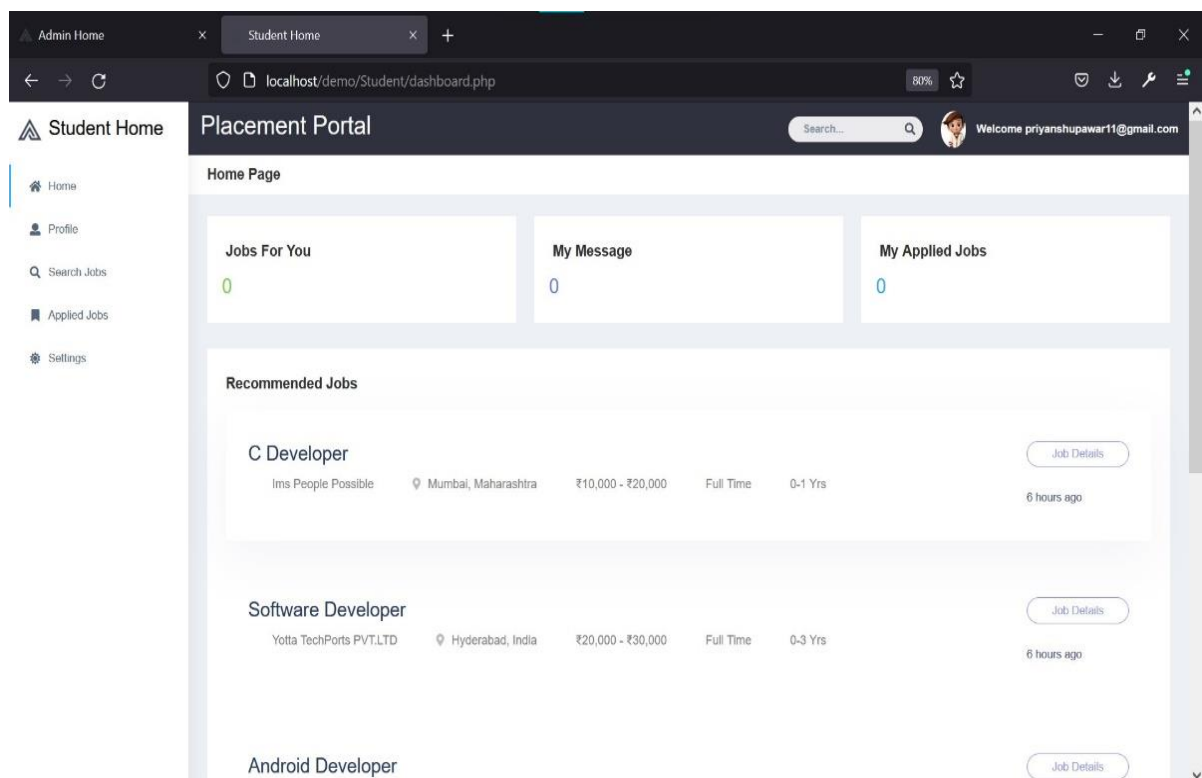 Admin Home
Student Home
localhost/demo/Student/dashboard.php
80%
Student Home
Placement Portal
Search...
Welcome priyanshupawar11@gmail.com
Home
Profile
Search Jobs
Applied Jobs
Settings
Home Page
Jobs For You
0
My Message
0
My Applied Jobs
0
Recommended Jobs
C Developer
Job Details
Ims People Possible Mumbai, Maharashtra ₹10,000 - ₹20,000 Full Time 0-1 Yrs
6 hours ago
Software Developer
Job Details
Yotta TechPorts PVT.LTD Hyderabad, India ₹20,000 - ₹30,000 Full Time 0-3 Yrs
6 hours ago
Android Developer
Job Details